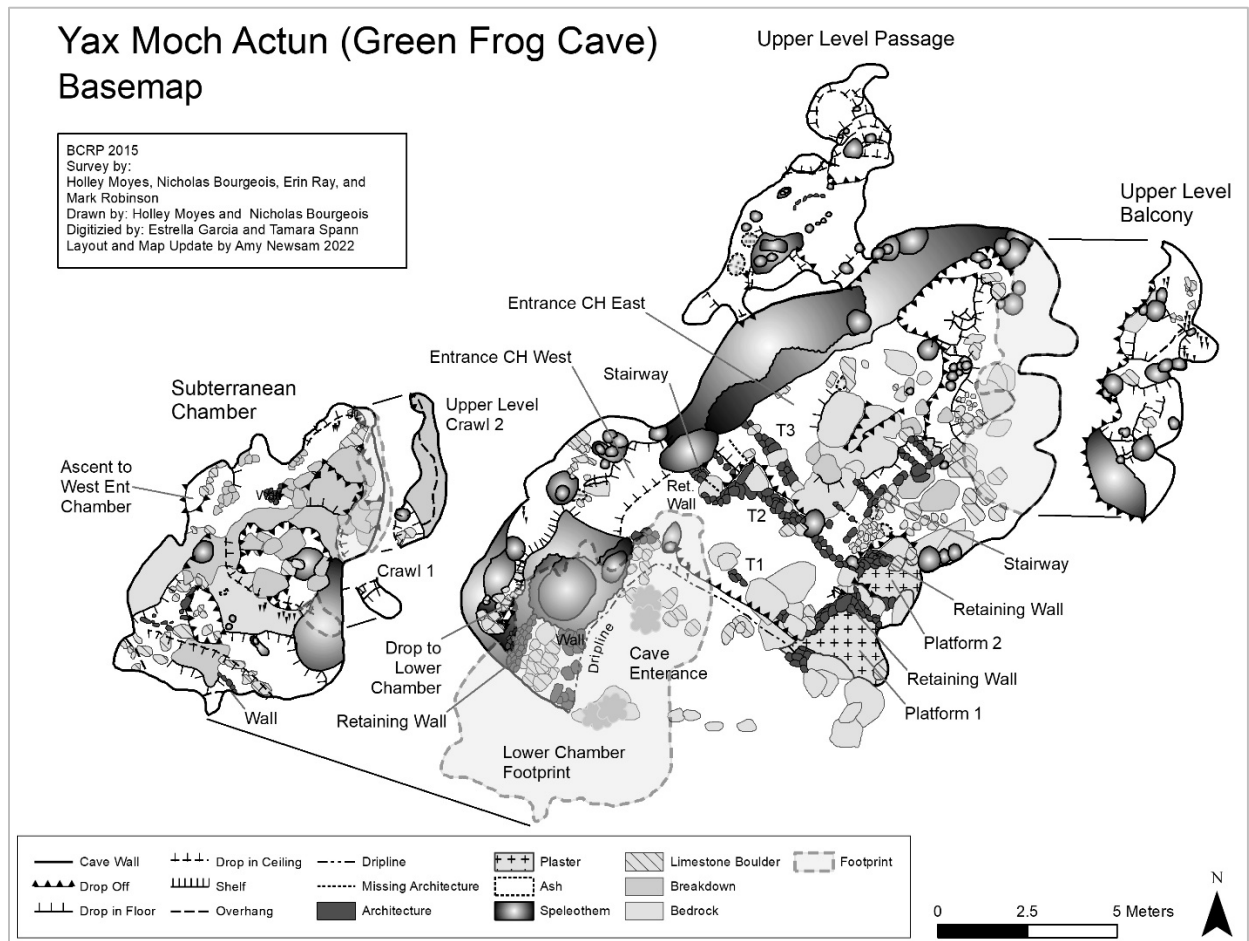 Yax Moch Actun (Green Frog Cave)
Basemap
BCRP 2015
Survey by:
Holley Moyes, Nicholas Bourgeois, Erin Ray, and
Mark Robinson
Drawn by: Holley Moyes and Nicholas Bourgeois
Digitizied by: Estrella Garcia and Tamara Spann
Layout and Map Update by Amy Newsam 2022
Upper Level Passage
Upper Level
Balcony
Entrance CH East
Entrance CH West
Stairway
Subterranean
Chamber
Upper Level
Crawl 2
Ascent to
West Ent
Chamber
Wall
T3
Ret.
Wall
T2
T1
Crawl 1
Stairway
Retaining Wall
Platform 2
Retaining Wall
Platform 1
Drop to
Lower
Chamber
Wall
Dripline
Cave
Enterance
Retaining Wall
Wall
Lower Chamber
Footprint
Cave Wall
Drop Off
Drop in Floor
Drop in Ceiling
Shelf
Overhang
Dripline
Missing Architecture
Architecture
Plaster
Ash
Speleothem
Limestone Boulder
Breakdown
Bedrock
Footprint
N
0 2.5 5 Meters